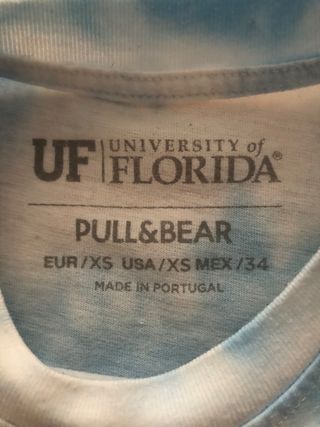 UF UNIVERSITY of
FLORIDA®
PULL&BEAR
EUR/XS USA/XS MEX/34
MADE IN PORTUGAL